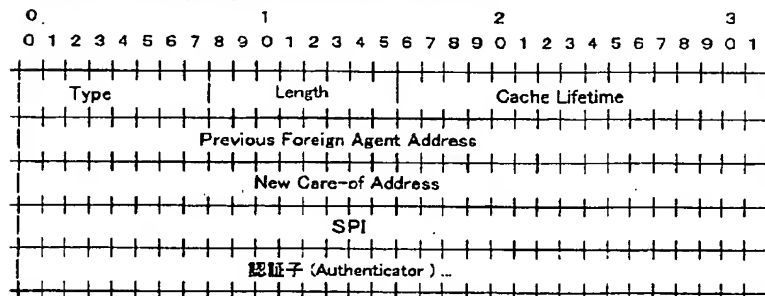 0 1 2 3
0 1 2 3 4 5 6 7 8 9 0 1 2 3 4 5 6 7 8 9 0 1 2 3 4 5 6 7 8 9 0 1
Type Length Cache Lifetime
Previous Foreign Agent Address
New Care-of Address
SPI
認証子 (Authenticator) ...